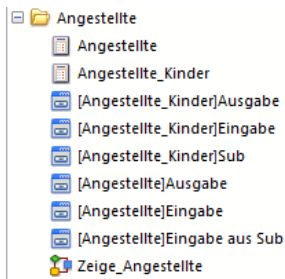 Angestellte
Angestellte
Angestellte_Kinder
[Angestellte_Kinder]Ausgabe
[Angestellte_Kinder]Eingabe
[Angestellte_Kinder]Sub
[Angestellte]Ausgabe
[Angestellte]Eingabe
[Angestellte]Eingabe aus Sub
Zeige_Angestellte